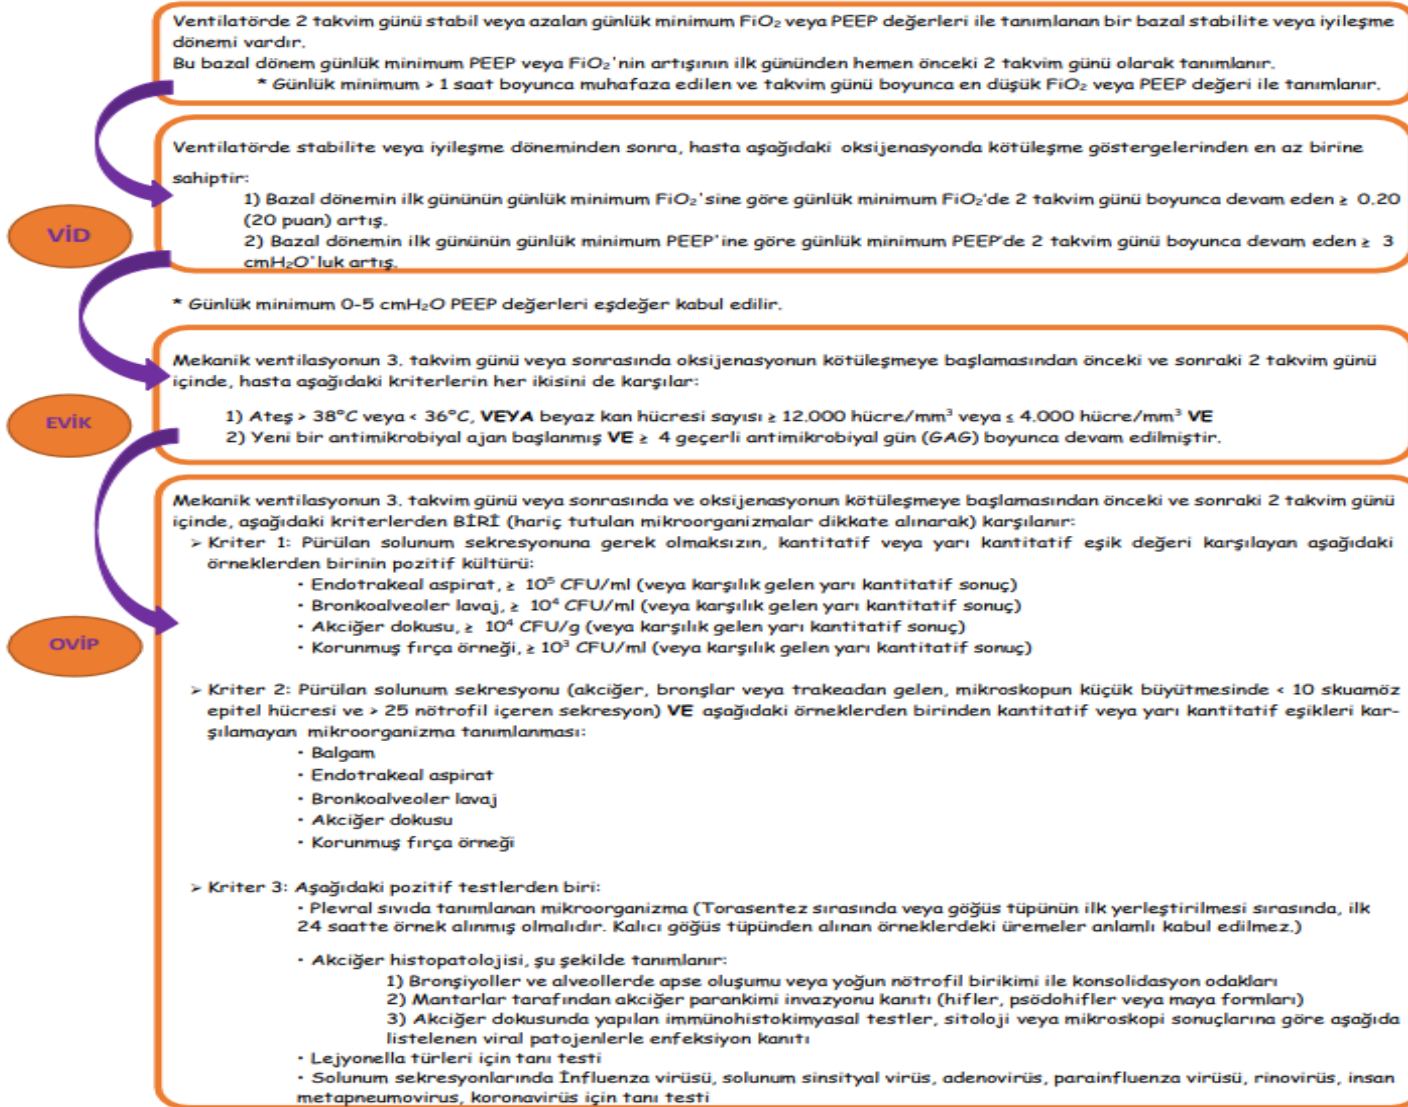 Ventilatörde 2 takvim günü stabil veya azalan günlük minimum FiO₂ veya PEEP değerleri ile tanımlanan bir bazal stabilite veya iyileşme
dönemi vardır.
Bu bazal dönem günlük minimum PEEP veya FiO₂'nin artışının ilk gününden hemen önceki 2 takvim günü olarak tanımlanır.
* Günlük minimum > 1 saat boyunca muhafaza edilen ve takvim günü boyunca en düşük FiO₂ veya PEEP değeri ile tanımlanır.
Ventilatörde stabilite veya iyileşme döneminden sonra, hasta aşağıdaki oksijenasyonda kötüleşme göstergelerinden en az birine
sahiptir:
1) Bazal dönemin ilk gününün günlük minimum FiO₂'sine göre günlük minimum FiO₂'de 2 takvim günü boyunca devam eden ≥ 0.20
(20 puan) artış.
2) Bazal dönemin ilk gününün günlük minimum PEEP'ine göre günlük minimum PEEP'de 2 takvim günü boyunca devam eden ≥ 3
cmH₂O'luk artış.
VİD
* Günlük minimum 0-5 cmH₂O PEEP değerleri eşdeğer kabul edilir.
Mekanik ventilasyonun 3. takvim günü veya sonrasında oksijenasyonun kötüleşmeye başlamasından önceki ve sonraki 2 takvim günü
içinde, hasta aşağıdaki kriterlerin her ikisini de karşılar:
1) Ateş > 38°C veya < 36°C, VEYA beyaz kan hücresi sayısı ≥ 12.000 hücre/mm³ veya ≤ 4.000 hücre/mm³ VE
2) Yeni bir antimikrobiyal ajan başlanmış VE ≥ 4 geçerli antimikrobiyal gün (GAG) boyunca devam edilmiştir.
EVİK
Mekanik ventilasyonun 3. takvim günü veya sonrasında ve oksijenasyonun kötüleşmeye başlamasından önceki ve sonraki 2 takvim günü
içinde, aşağıdaki kriterlerden BİRİ (hariç tutulan mikroorganizmalar dikkate alınarak) karşılanır:
➢ Kriter 1: Pürülan solunum sekresyonuna gerek olmaksızın, kantitatif veya yarı kantitatif eşik değeri karşılayan aşağıdaki
örneklerden birinin pozitif kültürü:
• Endotrakeal aspirat, ≥ 10⁵ CFU/ml (veya karşılık gelen yarı kantitatif sonuç)
• Bronkoalveoler lavaj, ≥ 10⁴ CFU/ml (veya karşılık gelen yarı kantitatif sonuç)
• Akciğer dokusu, ≥ 10⁴ CFU/g (veya karşılık gelen yarı kantitatif sonuç)
• Korunmuş fırça örneği, ≥ 10³ CFU/ml (veya karşılık gelen yarı kantitatif sonuç)
OVİP
➢ Kriter 2: Pürülan solunum sekresyonu (akciğer, bronşlar veya trakeadan gelen, mikroskopun küçük büyütmesinde < 10 skuamöz
epitel hücresi ve > 25 nötrofil içeren sekresyon) VE aşağıdaki örneklerden birinden kantitatif veya yarı kantitatif eşikleri kar-
şılamayan mikroorganizma tanımlanması:
• Balgam
• Endotrakeal aspirat
• Bronkoalveoler lavaj
• Akciğer dokusu
• Korunmuş fırça örneği
➢ Kriter 3: Aşağıdaki pozitif testlerden biri:
• Plevral sıvıda tanımlanan mikroorganizma (Torasentez sırasında veya göğüs tüpünün ilk yerleştirilmesi sırasında, ilk
24 saatte örnek alınmış olmalıdır. Kalıcı göğüs tüpünden alınan örneklerdeki üremeler anlamlı kabul edilmez.)
• Akciğer histopatolojisi, şu şekilde tanımlanır:
1) Bronşiyoller ve alveollerde apse oluşumu veya yoğun nötrofil birikimi ile konsolidasyon odakları
2) Mantarlar tarafından akciğer parankimi invazyonu kanıtı (hifler, psödohifler veya maya formları)
3) Akciğer dokusunda yapılan immünohistokimyasal testler, sitoloji veya mikroskopi sonuçlarına göre aşağıda
listelenen viral patojenlerle enfeksiyon kanıtı
• Lejyonella türleri için tanı testi
• Solunum sekresyonlarında İnfluenza virüsü, solunum sinsityal virüs, adenovirüs, parainfluenza virüsü, rinovirüs, insan
metapneumovirus, koronavirüs için tanı testi